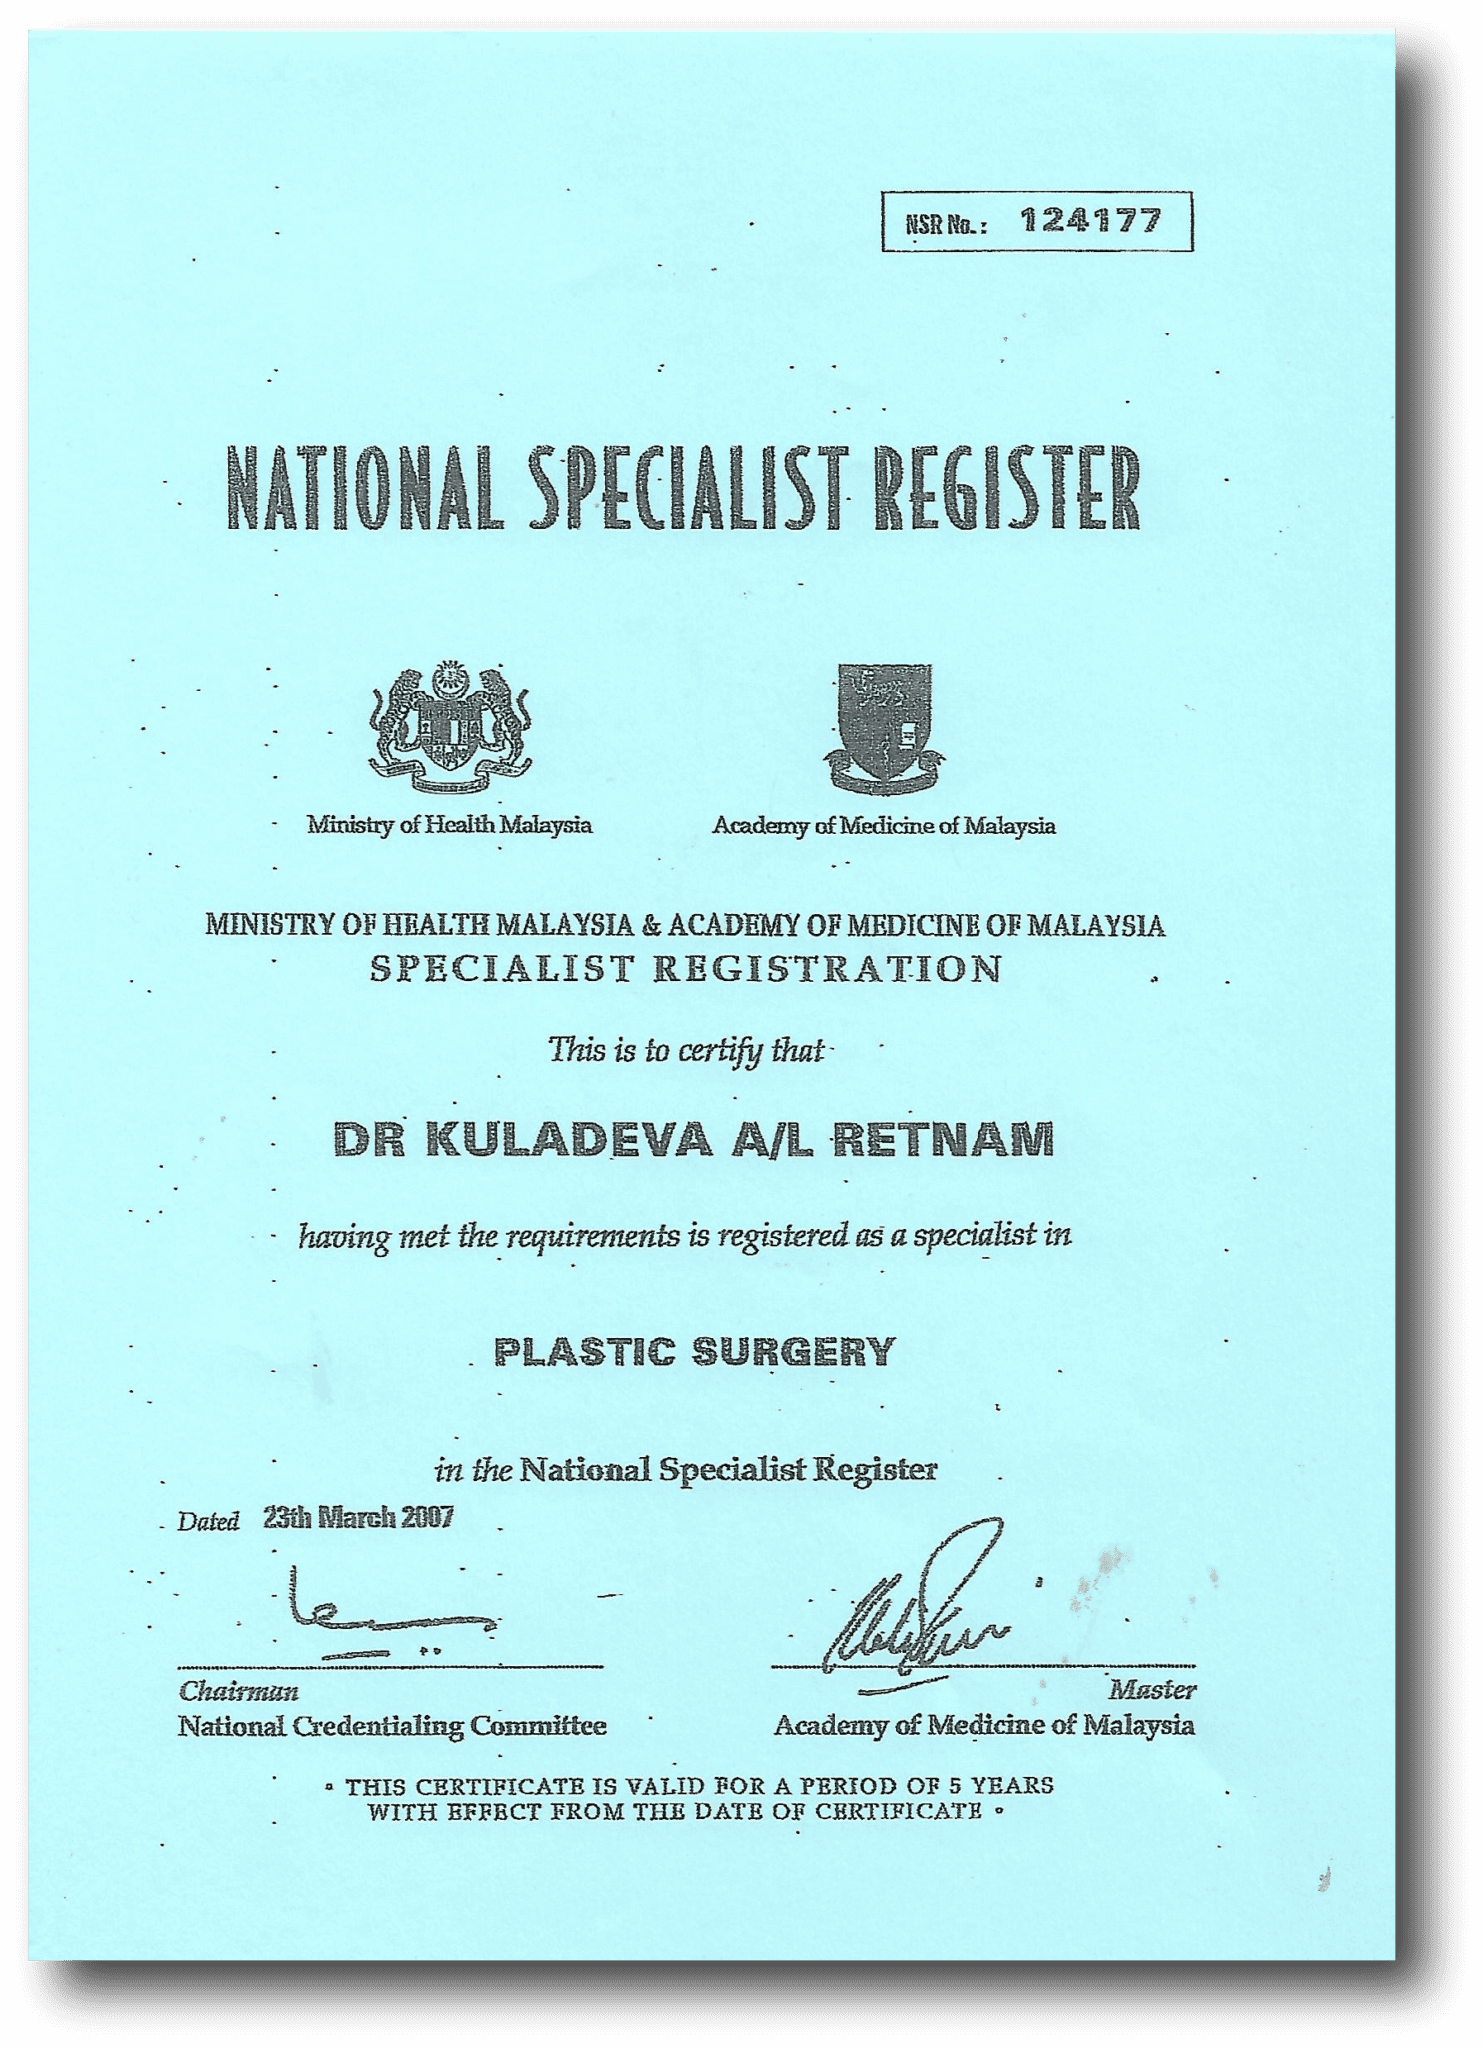 NSR No.: 124177
NATIONAL SPECIALIST REGISTER
Ministry of Health Malaysia
Academy of Medicine of Malaysia
MINISTRY OF HEALTH MALAYSIA & ACADEMY OF MEDICINE OF MALAYSIA
SPECIALIST REGISTRATION
This is to certify that
DR KULADEVA A/L RETNAM
having met the requirements is registered as a specialist in
PLASTIC SURGERY
in the National Specialist Register
Dated 23th March 2007
Chairman
National Credentialing Committee
Master
Academy of Medicine of Malaysia
• THIS CERTIFICATE IS VALID FOR A PERIOD OF 5 YEARS
WITH EFFECT FROM THE DATE OF CERTIFICATE •